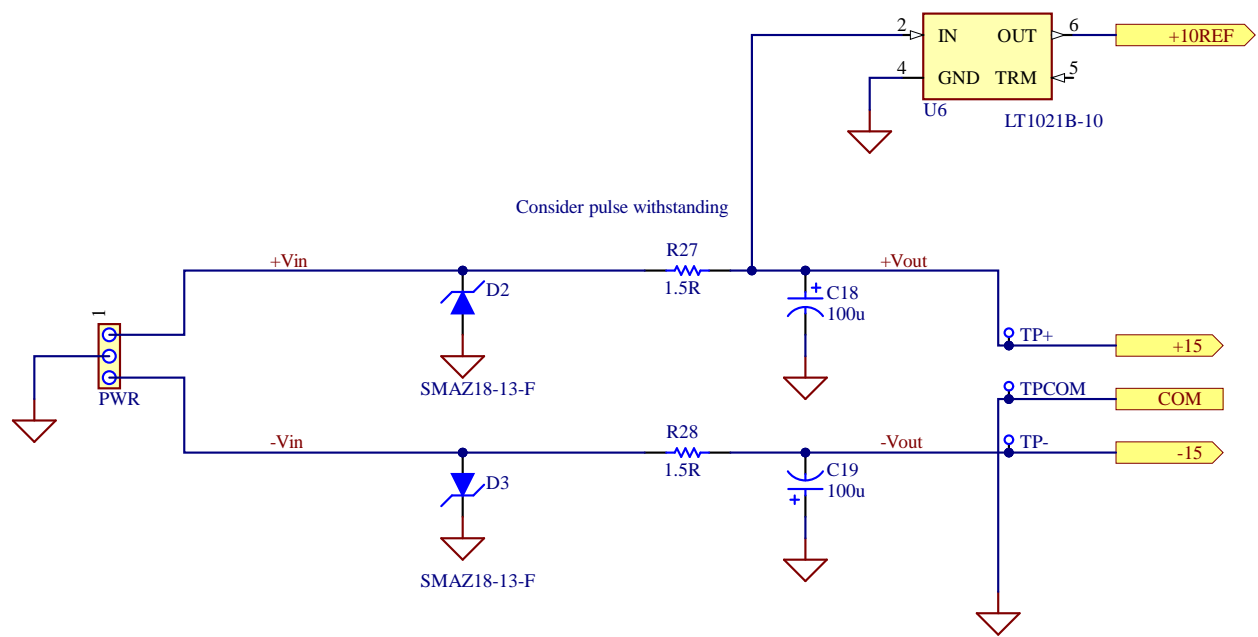 2
IN
OUT
6
+10REF
4
GND
TRM
5
U6
LT1021B-10
Consider pulse withstanding
R27
+Vin
+Vout
1.5R
D2
C18
100u
1
TP+
+15
SMAZ18-13-F
TPCOM
COM
PWR
R28
-Vin
-Vout
TP-
-15
1.5R
D3
C19
100u
SMAZ18-13-F